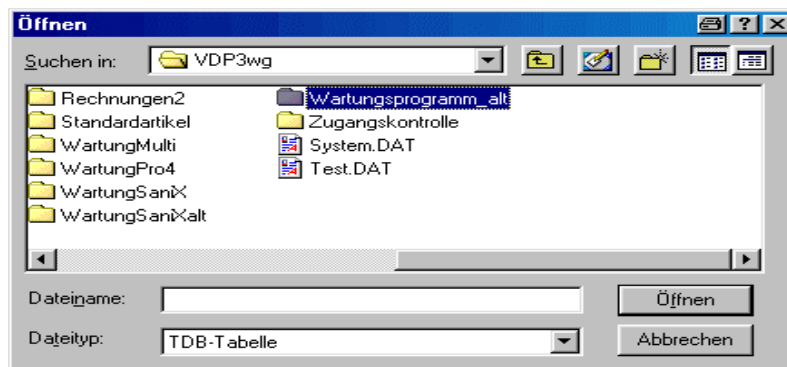 Öffnen
Suchen in: VDP3wg
Rechnungen2
Standardartikel
WartungMulti
WartungPro4
WartungSaniX
WartungSaniXalt
Wartungsprogramm_alt
Zugangskontrolle
System.DAT
Test.DAT
Dateiname: Öffnen
Dateityp: TDB-Tabelle Abbrechen